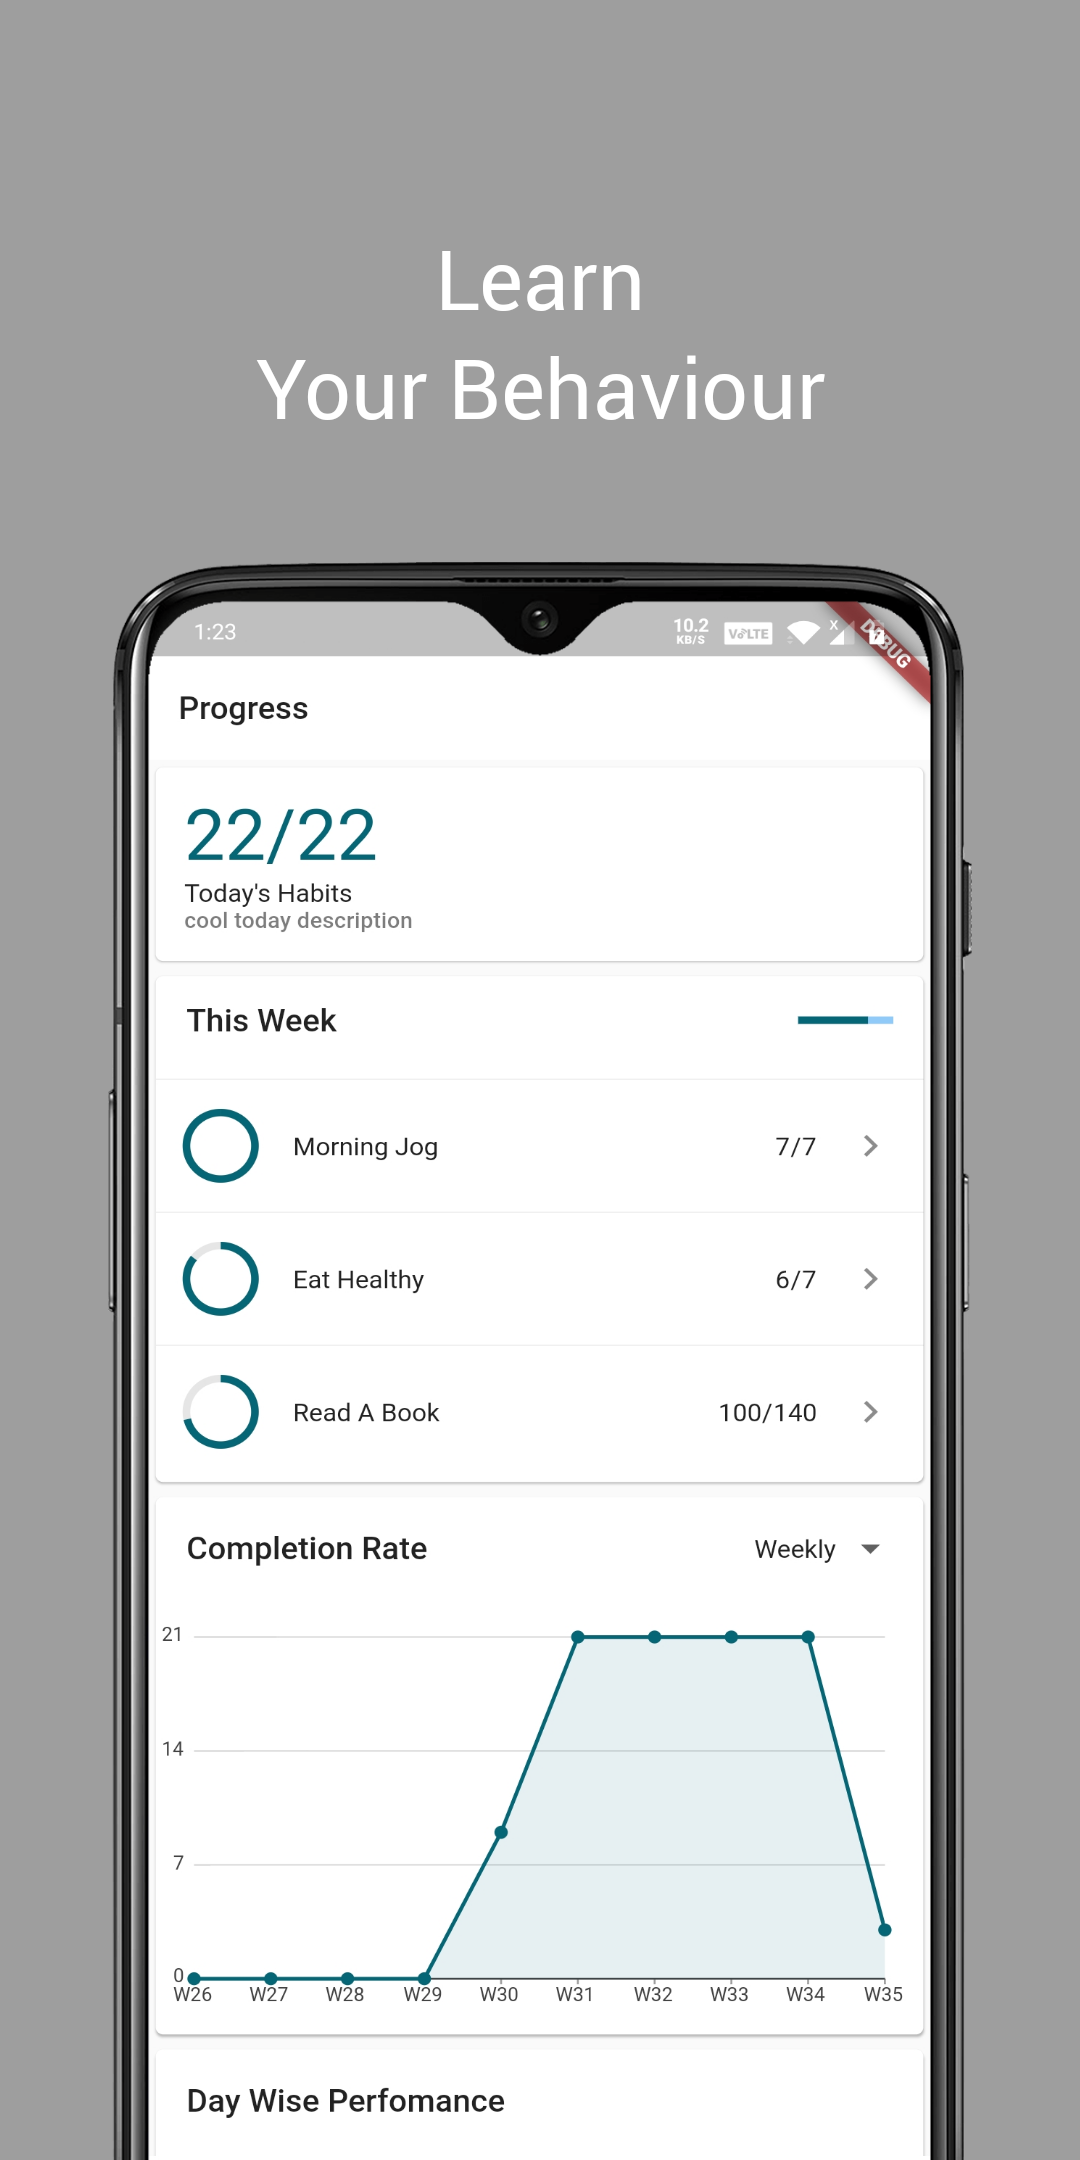 Learn
Your Behaviour
1:23
10.2
KB/S
VoLTE
X
DEBUG
Progress
22/22
Today's Habits
cool today description
This Week
Morning Jog 7/7
Eat Healthy 6/7
Read A Book 100/140
Completion Rate Weekly
21
14
7
0
W26 W27 W28 W29 W30 W31 W32 W33 W34 W35
Day Wise Perfomance